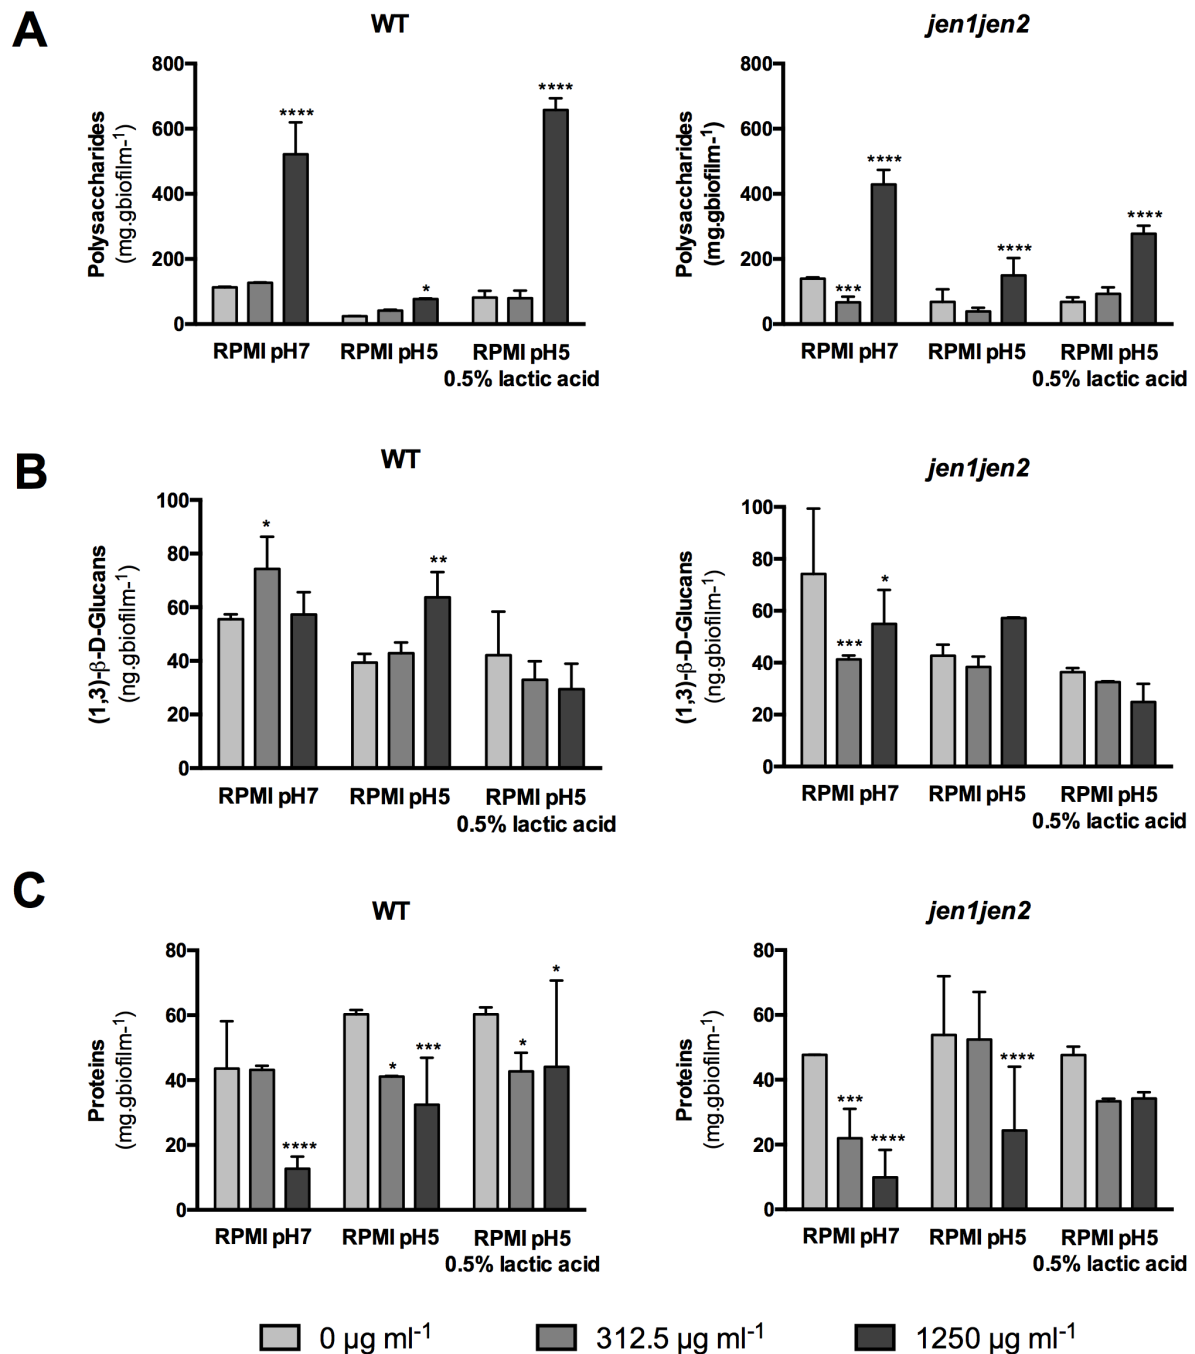 A
WT
jen1jen2
Polysaccharides
(mg.gbiofilm-1)
800
600
400
200
0
****
*
****
RPMI pH7
RPMI pH5
RPMI pH5
0.5% lactic acid
Polysaccharides
(mg.gbiofilm-1)
800
600
400
200
0
***
****
****
****
RPMI pH7
RPMI pH5
RPMI pH5
0.5% lactic acid
B
WT
jen1jen2
(1,3)-β-D-Glucans
(ng.gbiofilm-1)
100
80
60
40
20
0
*
**
RPMI pH7
RPMI pH5
RPMI pH5
0.5% lactic acid
(1,3)-β-D-Glucans
(ng.gbiofilm-1)
100
80
60
40
20
0
***
*
RPMI pH7
RPMI pH5
RPMI pH5
0.5% lactic acid
C
WT
jen1jen2
Proteins
(mg.gbiofilm-1)
80
60
40
20
0
****
*
***
*
*
RPMI pH7
RPMI pH5
RPMI pH5
0.5% lactic acid
Proteins
(mg.gbiofilm-1)
80
60
40
20
0
***
****
****
RPMI pH7
RPMI pH5
RPMI pH5
0.5% lactic acid
0 µg ml-1
312.5 µg ml-1
1250 µg ml-1